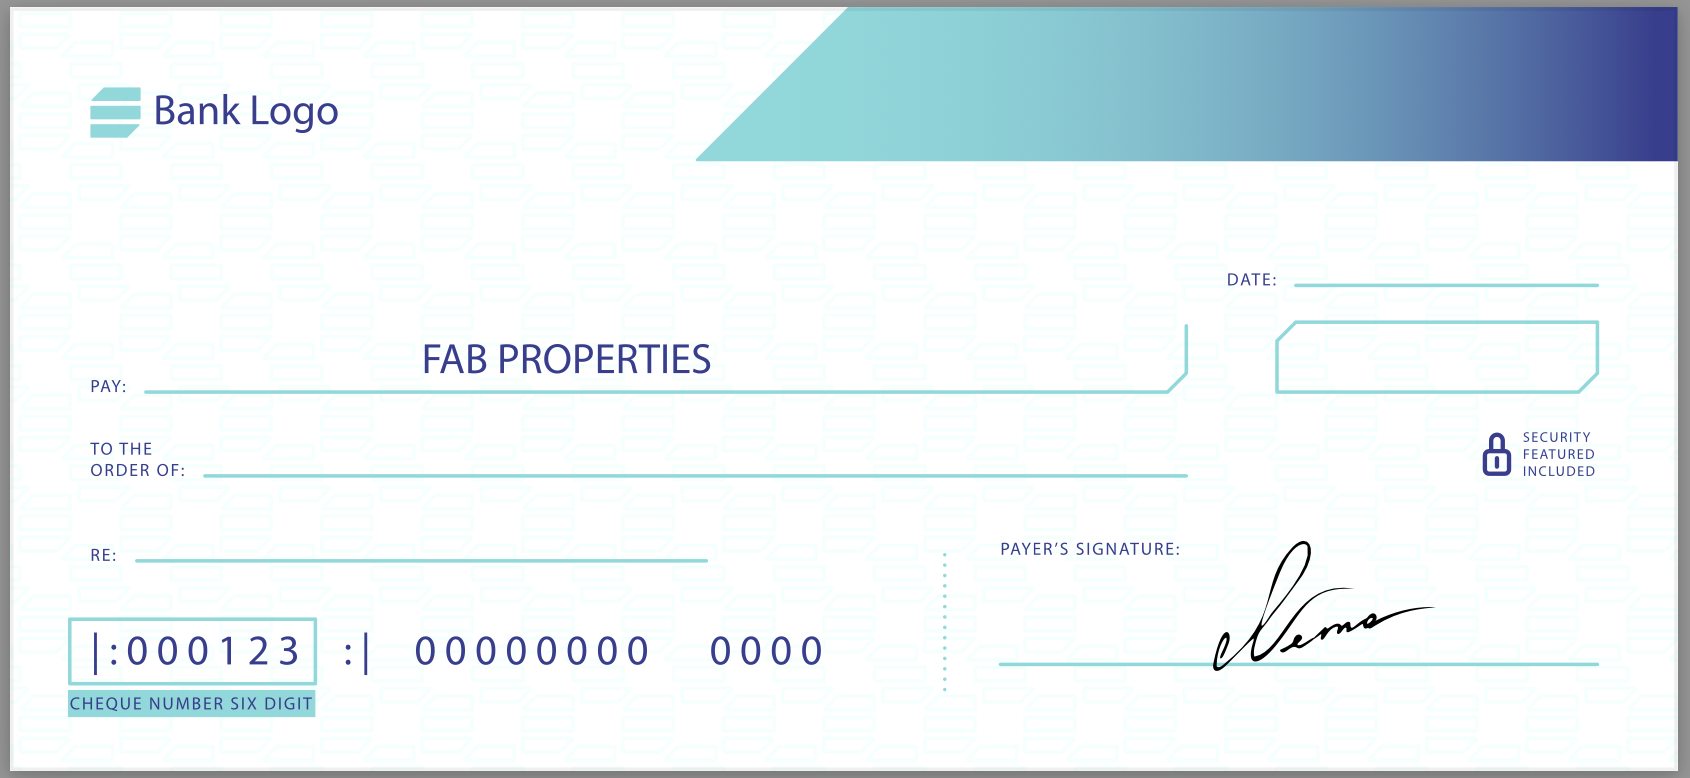 Bank Logo
DATE:
FAB PROPERTIES
PAY:
TO THE
ORDER OF:
SECURITY
FEATURED
INCLUDED
RE:
PAYER’S SIGNATURE:
|:000123 :| 00000000 0000
CHEQUE NUMBER SIX DIGIT